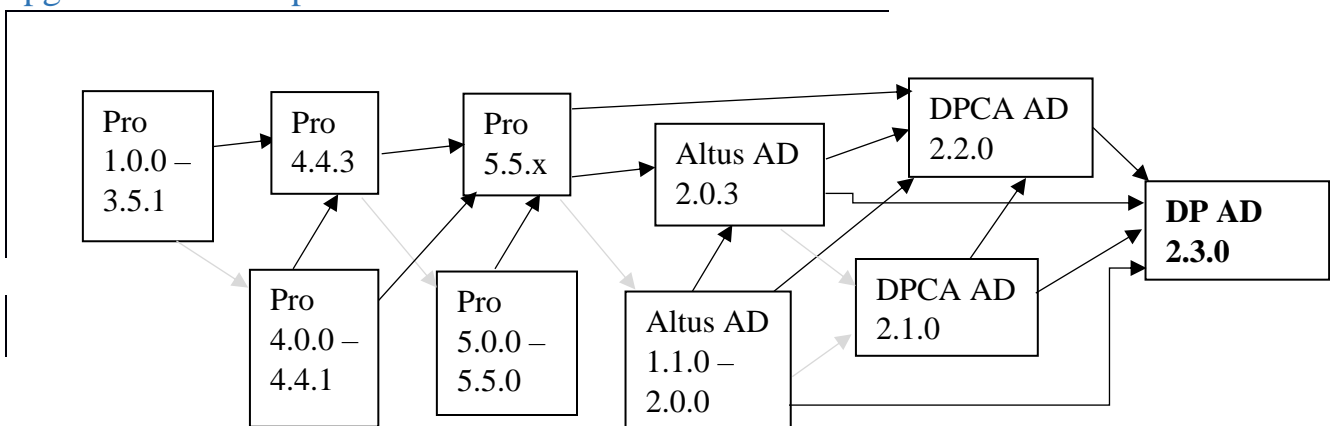 Pro
1.0.0 –
3.5.1
Pro
4.4.3
Pro
5.5.x
Altus AD
2.0.3
DPCA AD
2.2.0
DP AD
2.3.0
Pro
4.0.0 –
4.4.1
Pro
5.0.0 –
5.5.0
Altus AD
1.1.0 –
2.0.0
DPCA AD
2.1.0